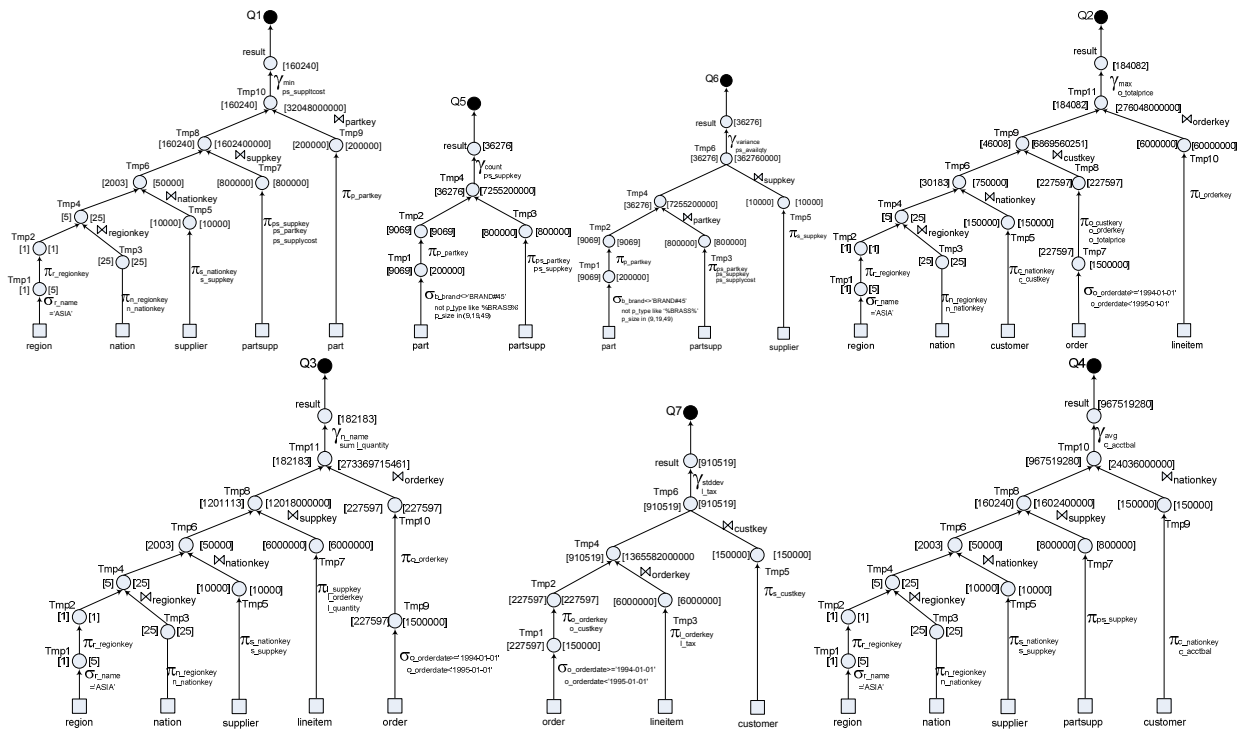 Q1
result
[160240]
γmin
ps_suppltcost
Tmp10
[160240]
[32048000000]
⋈partkey
Tmp8
[160240]
[1602400000]
⋈suppkey
Tmp9
[200000]
[200000]
Tmp6
[2003]
[50000]
⋈nationkey
Tmp7
[800000]
[800000]
πp_partkey
Tmp4
[5]
[25]
⋈regionkey
Tmp5
[10000]
[10000]
πps_suppkey
ps_partkey
ps_supplycost
Tmp2
[1]
[1]
Tmp3
[25]
[25]
πr_regionkey
πs_nationkey
s_suppkey
Tmp1
[1]
[5]
πn_regionkey
n_nationkey
σr_name
='ASIA'
region
nation
supplier
partsupp
part
Q5
result
[36276]
γcount
ps_suppkey
Tmp4
[36276]
[7255200000]
Tmp2
[9069]
[9069]
Tmp3
[800000]
[800000]
πp_partkey
πps_partkey
ps_suppkey
Tmp1
[9069]
[200000]
σb_brand<>'BRAND#45'
not p_type like '%BRASS%'
p_size in (9,19,49)
part
partsupp
Q6
result
[36276]
γvariance
ps_availqty
Tmp6
[36276]
[362760000]
⋈suppkey
Tmp4
[36276]
[7255200000]
⋈partkey
[10000]
[10000]
Tmp5
πs_suppkey
Tmp2
[9069]
[9069]
[800000]
[800000]
Tmp3
πp_partkey
πps_partkey
ps_suppkey
ps_supplycost
Tmp1
[9069]
[200000]
σb_brand<>'BRAND#45'
not p_type like '%BRASS%'
p_size in (9,19,49)
part
partsupp
supplier
Q2
result
[184082]
γmax
o_totalprice
Tmp11
[184082]
[276048000000]
⋈orderkey
Tmp9
[46008]
[6869560251]
⋈custkey
[6000000]
[60000000]
Tmp10
Tmp6
[30183]
[750000]
⋈nationkey
Tmp8
[227597]
[227597]
πl_orderkey
Tmp4
[5]
[25]
⋈regionkey
[150000]
[150000]
Tmp5
πo_custkery
o_orderkey
o_totalprice
Tmp2
[1]
[1]
Tmp3
[25]
[25]
πr_regionkey
πc_nationkey
c_custkey
Tmp7
[227597]
[1500000]
Tmp1
[1]
[5]
πn_regionkey
n_nationkey
σo_orderdate>='1994-01-01'
o_orderdate<'1995-01-01'
σr_name
='ASIA'
region
nation
customer
order
lineitem
Q3
result
[182183]
γn_name
sum l_quantity
Tmp11
[182183]
[273369715461]
⋈orderkey
Tmp8
[1201113]
[12018000000]
⋈suppkey
[227597]
[227597]
Tmp10
Tmp6
[2003]
[50000]
⋈nationkey
[6000000]
[6000000]
Tmp7
πo_orderkey
Tmp4
[5]
[25]
⋈regionkey
[10000]
[10000]
Tmp5
πl_suppkey
l_orderkey
l_quantity
Tmp2
[1]
[1]
Tmp3
[25]
[25]
πr_regionkey
πs_nationkey
s_suppkey
Tmp9
[227597]
[1500000]
Tmp1
[1]
[5]
πn_regionkey
n_nationkey
σo_orderdate>='1994-01-01'
o_orderdate<'1995-01-01'
σr_name
='ASIA'
region
nation
supplier
lineitem
order
Q7
result
[910519]
γstddev
l_tax
Tmp6
[910519]
[910519]
⋈custkey
Tmp4
[910519]
[1365582000000
⋈orderkey
[150000]
[150000]
Tmp5
πs_custkey
Tmp2
[227597]
[227597]
[6000000]
[6000000]
Tmp3
πo_orderkey
o_custkey
πl_orderkey
l_tax
Tmp1
[227597]
[150000]
σo_orderdate>='1994-01-01'
o_orderdate<'1995-01-01'
order
lineitem
customer
Q4
result
[967519280]
γavg
c_acctbal
Tmp10
[967519280]
[24036000000]
⋈nationkey
Tmp8
[160240]
[1602400000]
⋈suppkey
[150000]
[150000]
Tmp9
Tmp6
[2003]
[50000]
⋈nationkey
[800000]
[800000]
Tmp7
Tmp4
[5]
[25]
⋈regionkey
[10000]
[10000]
Tmp5
πps_suppkey
Tmp2
[1]
[1]
Tmp3
[25]
[25]
πr_regionkey
πs_nationkey
s_suppkey
πc_nationkey
c_acctbal
Tmp1
[1]
[5]
πn_regionkey
n_nationkey
σr_name
='ASIA'
region
nation
supplier
partsupp
customer